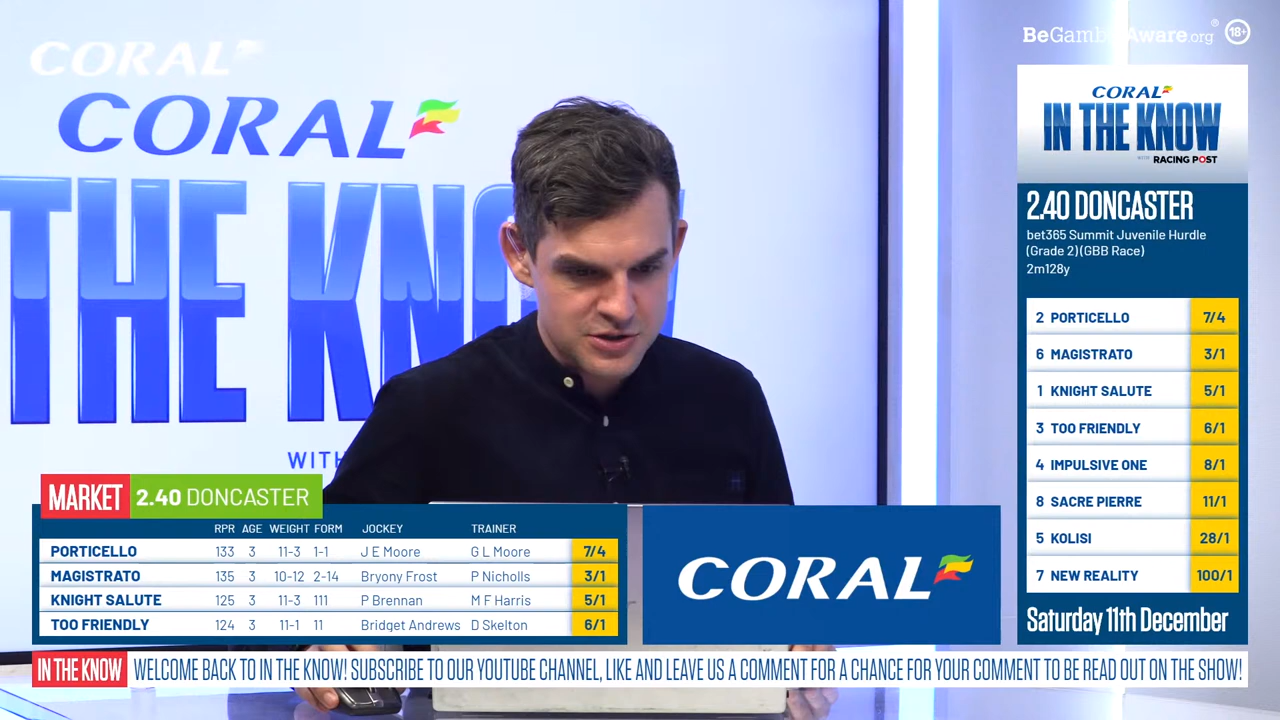 CORAL
CORAL
THE KNO
WITH
BeGambleAware.org® 18+
CORAL
IN THE KNOW
WITH RACING POST
2.40 DONCASTER
bet365 Summit Juvenile Hurdle
(Grade 2)(GBB Race)
2m128y
2 PORTICELLO 7/4
6 MAGISTRATO 3/1
1 KNIGHT SALUTE 5/1
3 TOO FRIENDLY 6/1
4 IMPULSIVE ONE 8/1
8 SACRE PIERRE 11/1
5 KOLISI 28/1
7 NEW REALITY 100/1
Saturday 11th December
MARKET 2.40 DONCASTER
RPR AGE WEIGHT FORM JOCKEY TRAINER
PORTICELLO 133 3 11-3 1-1 J E Moore G L Moore 7/4
MAGISTRATO 135 3 10-12 2-14 Bryony Frost P Nicholls 3/1
KNIGHT SALUTE 125 3 11-3 111 P Brennan M F Harris 5/1
TOO FRIENDLY 124 3 11-1 11 Bridget Andrews D Skelton 6/1
CORAL
IN THE KNOW WELCOME BACK TO IN THE KNOW! SUBSCRIBE TO OUR YOUTUBE CHANNEL, LIKE AND LEAVE US A COMMENT FOR A CHANCE FOR YOUR COMMENT TO BE READ OUT ON THE SHOW!